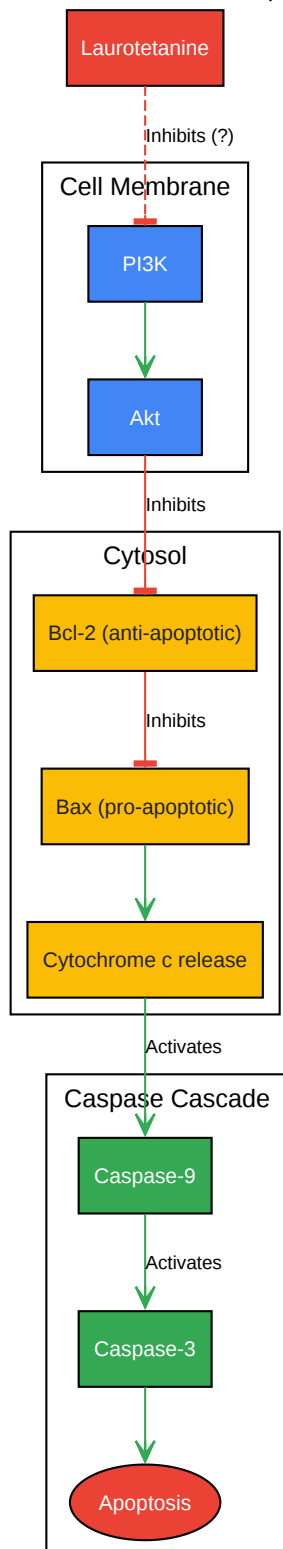 Laurotetanine
Inhibits (?)
Cell Membrane
PI3K
Akt
Inhibits
Cytosol
Bcl-2 (anti-apoptotic)
Inhibits
Bax (pro-apoptotic)
Cytochrome c release
Activates
Caspase Cascade
Caspase-9
Activates
Caspase-3
Apoptosis